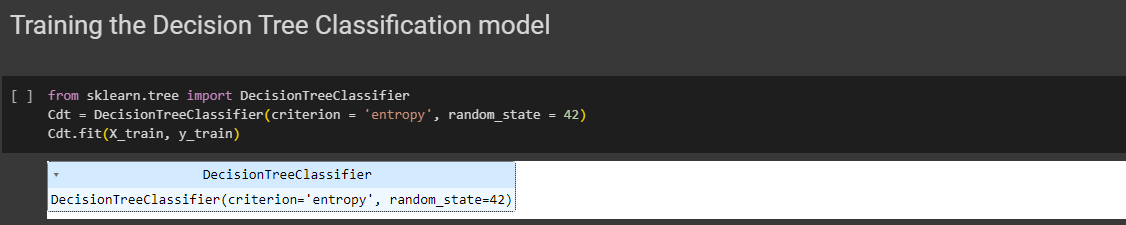 Training the Decision Tree Classification model
[ ] from sklearn.tree import DecisionTreeClassifier
Cdt = DecisionTreeClassifier(criterion = 'entropy', random_state = 42)
Cdt.fit(X_train, y_train)
DecisionTreeClassifier
DecisionTreeClassifier(criterion='entropy', random_state=42)